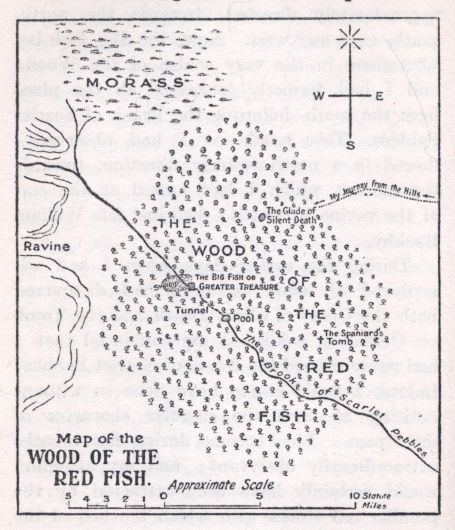 MORASS
W E
S
My Journey from the Hills
The Glade of
Silent Death
THE
WOOD
OF
THE
RED
FISH
Ravine
THE BIG FISH or
GREATER TREASURE
Tunnel
Pool
The Spaniard's
Tomb
The Brook of Scarlet Pebbles
Map of the
WOOD OF THE
RED FISH.
Approximate Scale
5 4 3 2 1 0 5 10 Statute
Miles